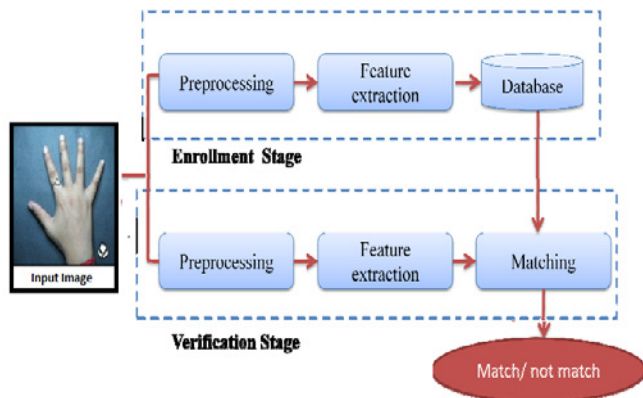 Preprocessing
Feature
extraction
Database
Enrollment Stage
Input Image
Preprocessing
Feature
extraction
Matching
Verification Stage
Match/ not match